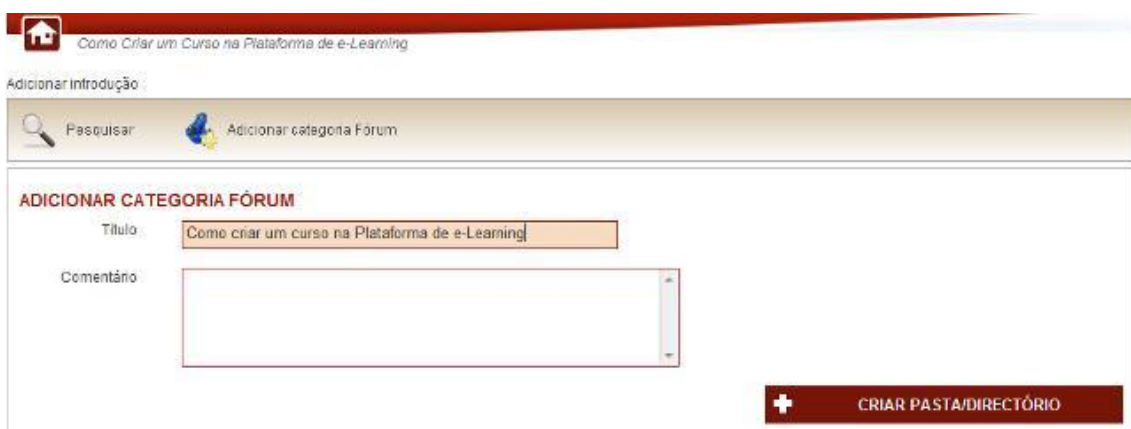 Como Criar um Curso na Plataforma de e-Learning
Adicionar introdução
Pesquisar
Adicionar categoria Fórum
ADICIONAR CATEGORIA FÓRUM
Título
Como criar um curso na Plataforma de e-Learning
Comentário
CRIAR PASTA/DIRECTÓRIO